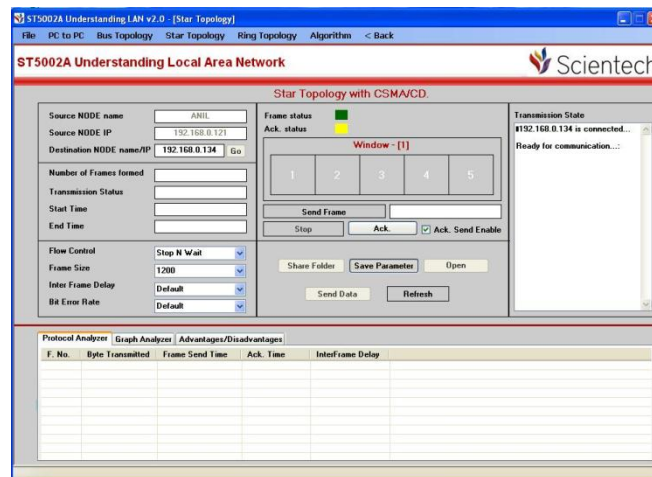 ST5002A Understanding LAN v2.0 - [Star Topology]
File PC to PC Bus Topology Star Topology Ring Topology Algorithm < Back
ST5002A Understanding Local Area Network
Scientech
Star Topology with CSMA/CD.
Source NODE name ANIL
Source NODE IP 192.168.0.121
Destination NODE name/IP 192.168.0.134 Go
Number of Frames formed
Transmission Status
Start Time
End Time
Flow Control Stop N Wait
Frame Size 1200
Inter Frame Delay Default
Bit Error Rate Default
Frame status
Ack. status
Window - [1]
1 2 3 4 5
Send Frame
Stop Ack. Ack. Send Enable
Share Folder Save Parameter Open
Send Data Refresh
Transmission State
192.168.0.134 is connected...
Ready for communication...:
Protocol Analyzer Graph Analyzer Advantages/Disadvantages
F. No. Byte Transmitted Frame Send Time Ack. Time InterFrame Delay